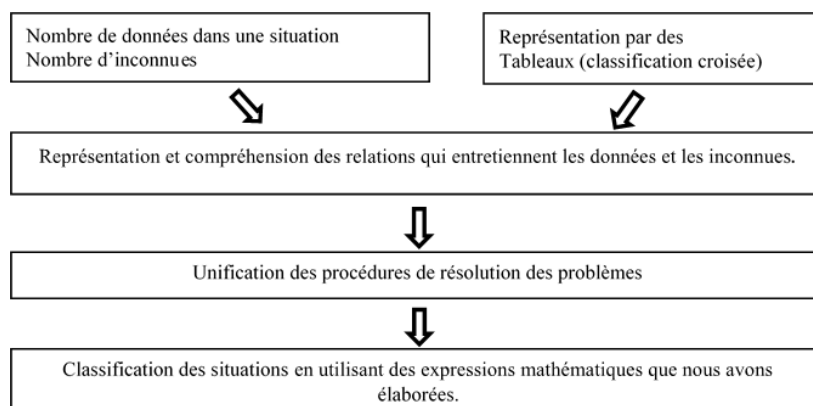 Nombre de données dans une situation
Nombre d'inconnues
Représentation par des
Tableaux (classification croisée)
Représentation et compréhension des relations qui entretiennent les données et les inconnues.
Unification des procédures de résolution des problèmes
Classification des situations en utilisant des expressions mathématiques que nous avons
élaborées.